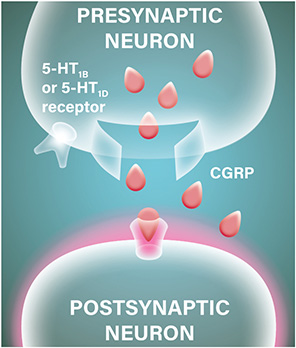 PRESYNAPTIC
NEURON
5-HT1B
or 5-HT1D
receptor
CGRP
POSTSYNAPTIC
NEURON